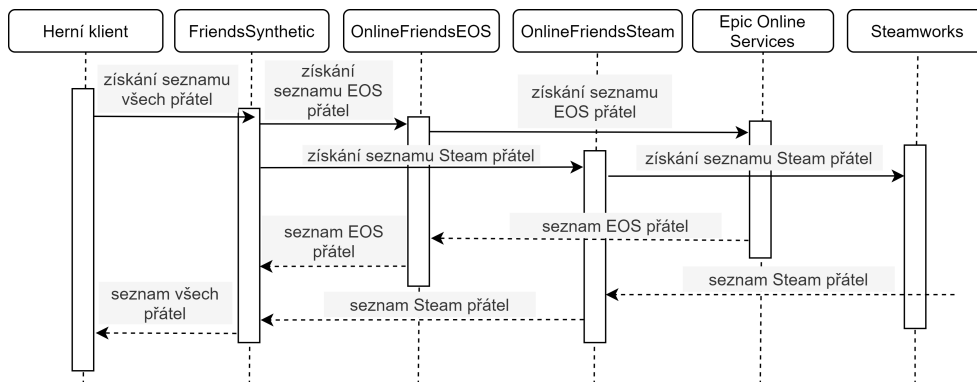 Herní klient
FriendsSynthetic
OnlineFriendsEOS
OnlineFriendsSteam
Epic Online
Services
Steamworks
získání seznamu
všech přátel
získání
seznamu EOS
přátel
získání seznamu
EOS přátel
získání seznamu Steam přátel
získání seznamu Steam přátel
seznam EOS
přátel
seznam EOS přátel
seznam všech
přátel
seznam Steam přátel
seznam Steam přátel